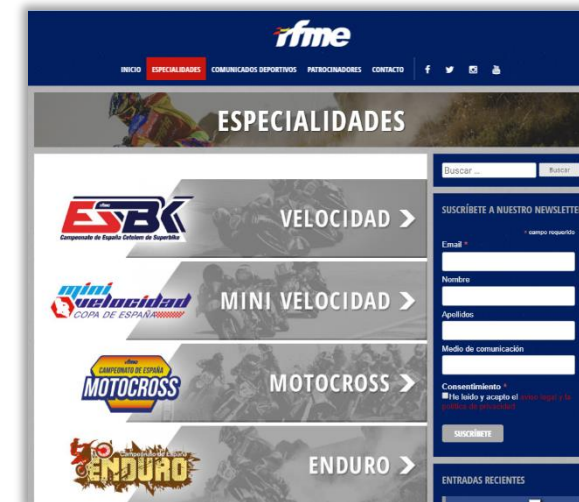 rfme
INICIO ESPECIALIDADES COMUNICADOS DEPORTIVOS PATROCINADORES CONTACTO
ESPECIALIDADES
Buscar ... Buscar
ESBK
Campeonato de España Cetelem de Superbike
VELOCIDAD
mini velocidad
COPA DE ESPAÑA
MINI VELOCIDAD
rfme
CAMPEONATO DE ESPAÑA
MOTOCROSS
MOTOCROSS
Campeonato de España
ENDURO
ENDURO
SUSCRÍBETE A NUESTRO NEWSLETTE
* campo requerido
Email *
Nombre
Apellidos
Medio de comunicación
Consentimiento *
He leído y acepto el aviso legal y la
política de privacidad
SUSCRÍBETE
ENTRADAS RECIENTES